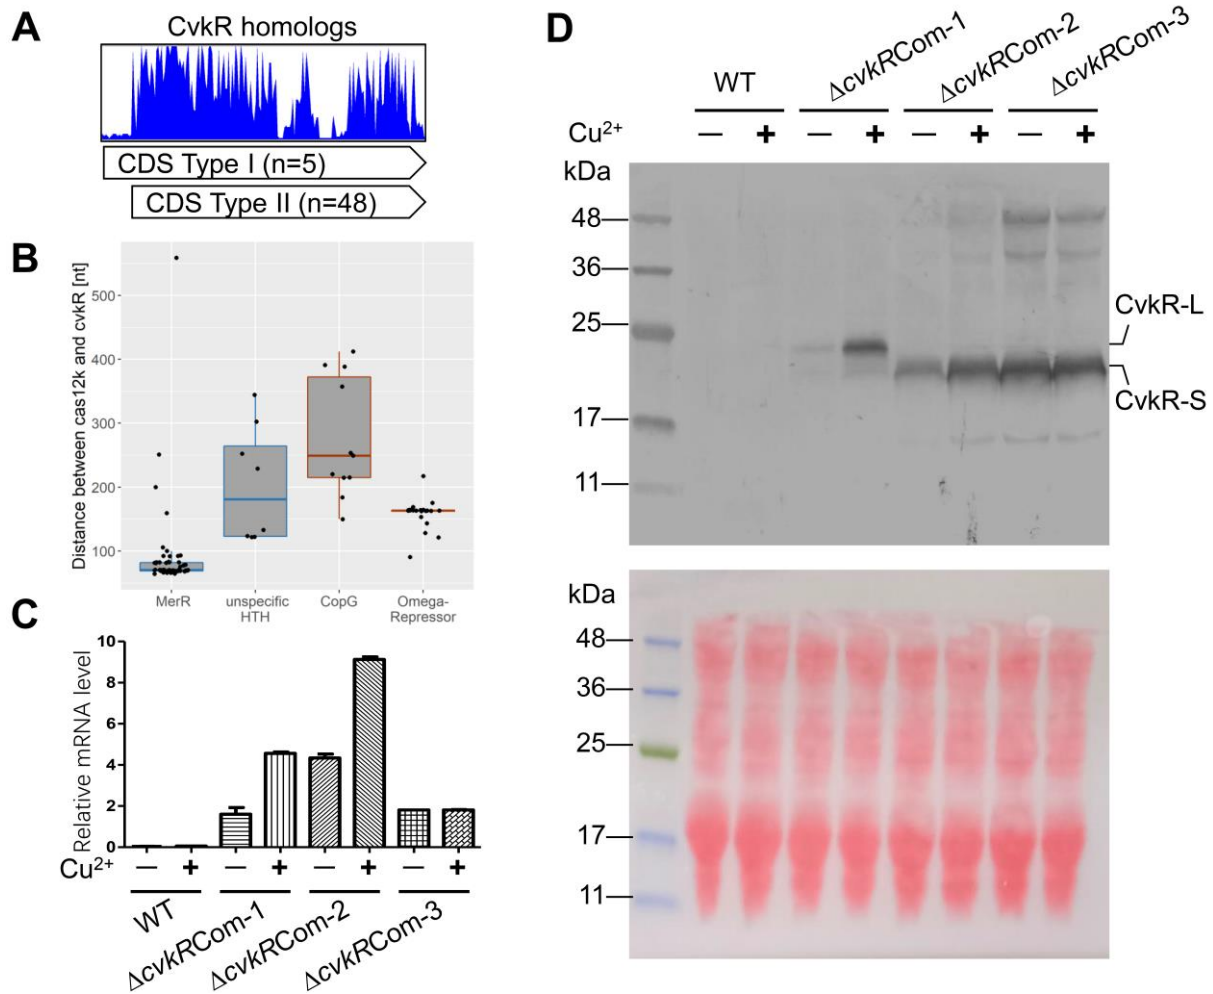 A
CvkR homologs
CDS Type I (n=5)
CDS Type II (n=48)
B
Distance between cas12k and cvkR [nt]
500
400
300
200
100
MerR
unspecific
HTH
CopG
Omega-
Repressor
C
Relative mRNA level
10
8
6
4
2
0
Cu2+ — + — + — + — +
WT
ΔcvkRCom-1
ΔcvkRCom-2
ΔcvkRCom-3
D
WT
ΔcvkRCom-1
ΔcvkRCom-2
ΔcvkRCom-3
Cu2+ — + — + — + — +
kDa
48
36
25
17
11
CvkR-L
CvkR-S
kDa
48
36
25
17
11